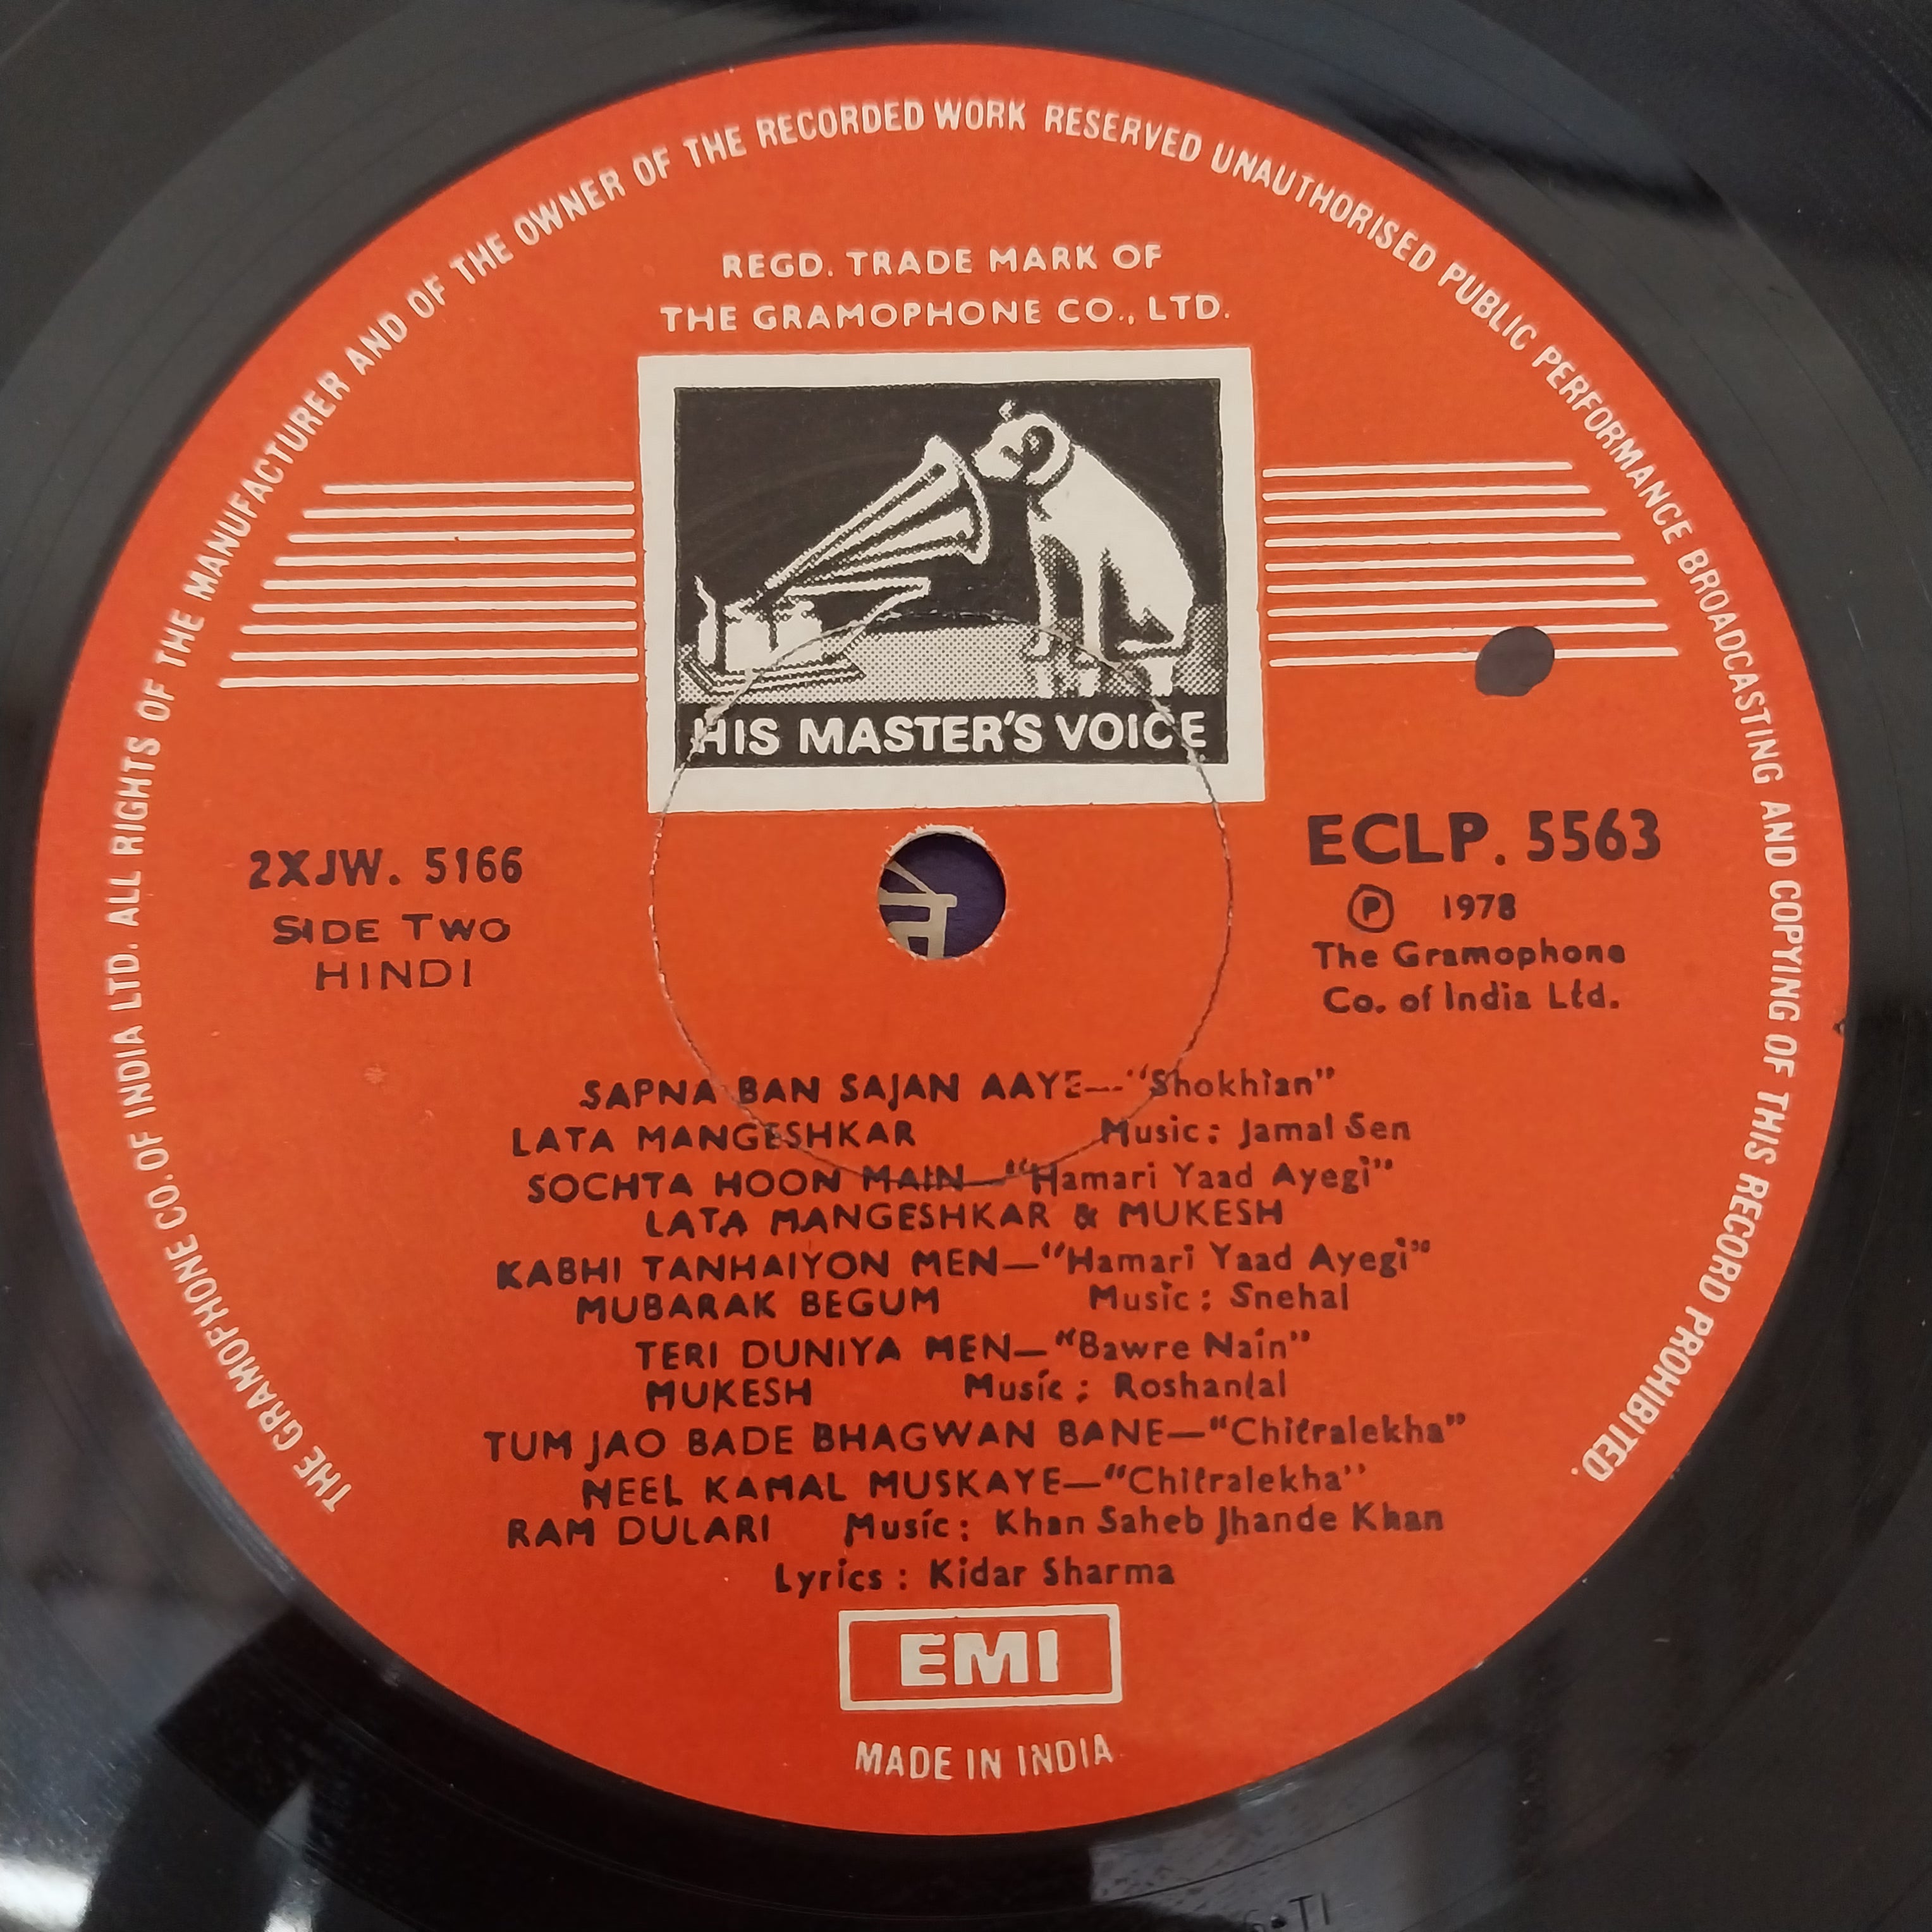 THE GRAMOPHONE CO. OF INDIA LTD. ALL RIGHTS OF THE MANUFACTURER AND OF THE OWNER OF THE RECORDED WORK RESERVED UNAUTHORISED PUBLIC PERFORMANCE BROADCASTING AND COPYING OF THIS RECORD PROHIBITED.
REGD. TRADE MARK OF
THE GRAMOPHONE CO., LTD.
HIS MASTER'S VOICE
2XJW. 5166
SIDE TWO
HINDI
ECLP. 5563
Ⓟ 1978
The Gramophone
Co. of India Ltd.
SAPNA BAN SAJAN AAYE—"Shokhian"
LATA MANGESHKAR Music: Jamal Sen
SOCHTA HOON MAIN—"Hamari Yaad Ayegi"
LATA MANGESHKAR & MUKESH
KABHI TANHAIYON MEN—"Hamari Yaad Ayegi"
MUBARAK BEGUM Music: Snehal
TERI DUNIYA MEN—"Bawre Nain"
MUKESH Music: Roshanlal
TUM JAO BADE BHAGWAN BANE—"Chitralekha"
NEEL KAMAL MUSKAYE—"Chitralekha"
RAM DULARI Music: Khan Saheb Jhande Khan
Lyrics: Kidar Sharma
EMI
MADE IN INDIA